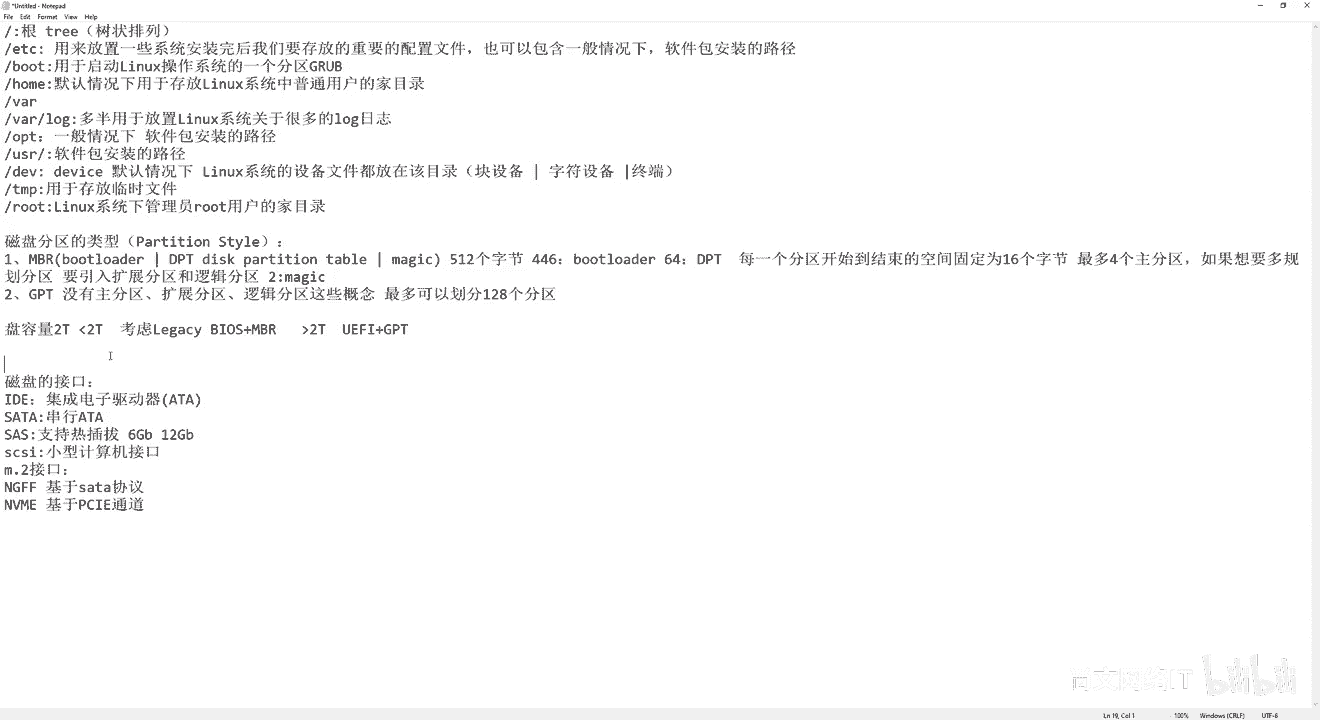 *Untitled - Notepad
File Edit Format View Help
/:根 tree（树状排列）
/etc: 用来放置一些系统安装完后我们要存放的重要的配置文件，也可以包含一般情况下，软件包安装的路径
/boot:用于启动Linux操作系统的一个分区GRUB
/home:默认情况下用于存放Linux系统中普通用户的家目录
/var
/var/log:多半用于放置Linux系统关于很多的log日志
/opt: 一般情况下 软件包安装的路径
/usr/:软件包安装的路径
/dev: device 默认情况下 Linux系统的设备文件都放在该目录（块设备 | 字符设备 |终端）
/tmp:用于存放临时文件
/root:Linux系统下管理员root用户的家目录
磁盘分区的类型（Partition Style）:
1、MBR(bootloader | DPT disk partition table | magic) 512个字节 446：bootloader 64：DPT  每一个分区开始到结束的空间固定为16个字节 最多4个主分区，如果想要多规
划分区 要引入扩展分区和逻辑分区 2:magic
2、GPT 没有主分区、扩展分区、逻辑分区这些概念 最多可以划分128个分区
盘容量2T <2T  考虑Legacy BIOS+MBR   >2T  UEFI+GPT
磁盘的接口:
IDE：集成电子驱动器(ATA)
SATA:串行ATA
SAS:支持热插拔 6Gb 12Gb
scsi:小型计算机接口
m.2接口:
NGFF 基于sata协议
NVME 基于PCIE通道
尚文网络IT bilibili
Ln 19, Col 1 100% Windows (CRLF) UTF-8